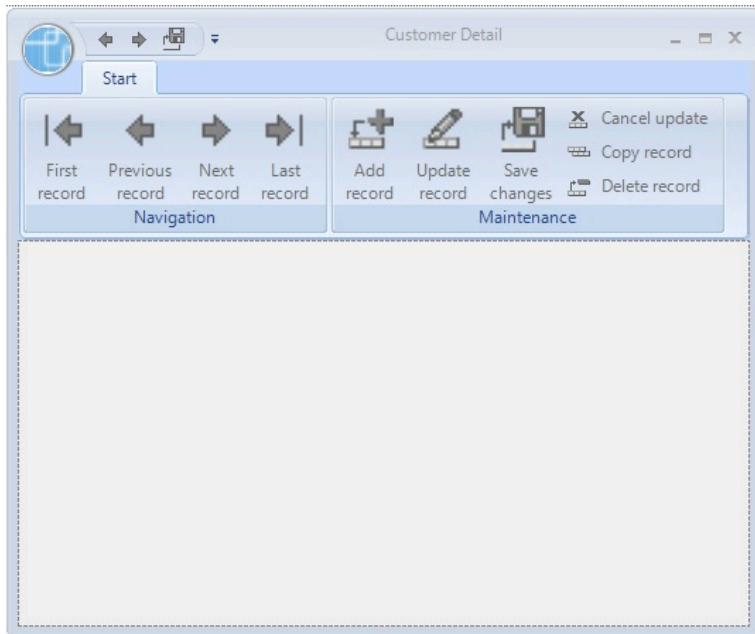 Customer Detail
Start
First record
Previous record
Next record
Last record
Navigation
Add record
Update record
Save changes
Cancel update
Copy record
Delete record
Maintenance